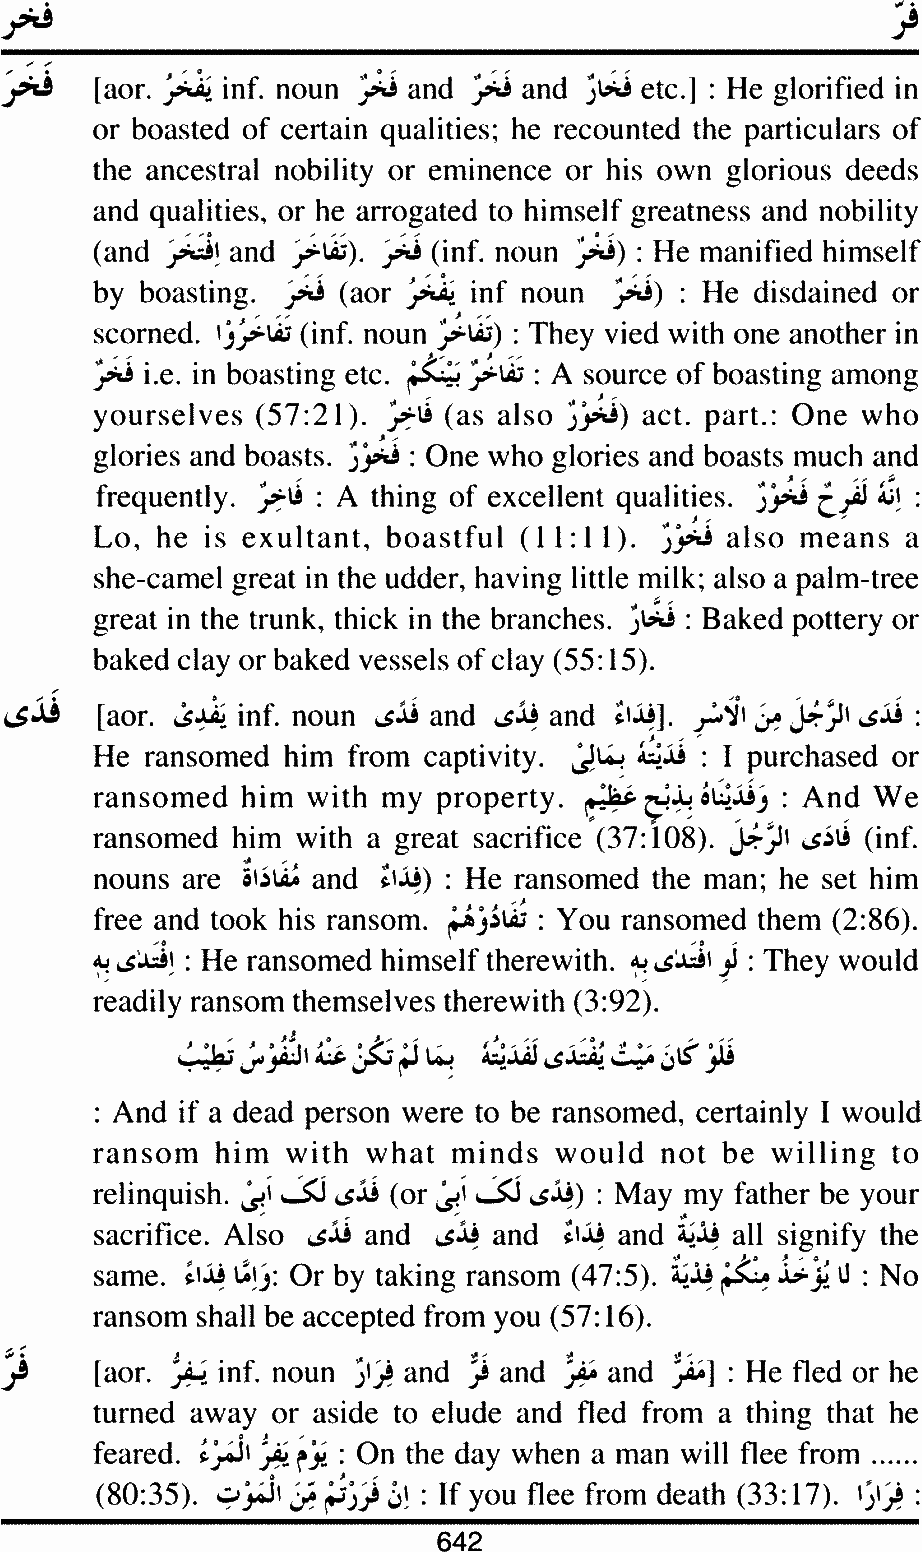 فخر فرّ
فَخَرَ [aor. يَفْخَرُ inf. noun فَخْرٌ and فَخَرٌ and فَخَارٌ etc.] : He glorified in
or boasted of certain qualities; he recounted the particulars of
the ancestral nobility or eminence or his own glorious deeds
and qualities, or he arrogated to himself greatness and nobility
(and اِفْتَخَرَ and تَفَاخَرَ). فَخَرَ (inf. noun فَخْرٌ) : He manified himself
by boasting. فَخَرَ (aor يَفْخَرُ inf noun فَخَرٌ) : He disdained or
scorned. تَفَاخَرُوْا (inf. noun تَفَاخُرٌ) : They vied with one another in
فَخَرٌ i.e. in boasting etc. تَفَاخُرٌ بَيْنَكُمْ : A source of boasting among
yourselves (57:21). فَاخِرٌ (as also فَخُوْرٌ) act. part.: One who
glories and boasts. فَخُوْرٌ : One who glories and boasts much and
frequently. فَاخِرٌ : A thing of excellent qualities. اِنَّهُ لَفَرِحٌ فَخُوْرٌ :
Lo, he is exultant, boastful (11:11). فَخُوْرٌ also means a
she-camel great in the udder, having little milk; also a palm-tree
great in the trunk, thick in the branches. فَخَّارٌ : Baked pottery or
baked clay or baked vessels of clay (55:15).
فَدَى [aor. يَفْدِىْ inf. noun فَدًى and فِدًى and فِدَاءٌ]. فَدَى الرَّجُلَ مِنَ الْاَسْرِ :
He ransomed him from captivity. فَدَيْتُهُ بِمَالِىْ : I purchased or
ransomed him with my property. وَفَدَيْنَاهُ بِذِبْحٍ عَظِيْمٍ : And We
ransomed him with a great sacrifice (37:108). فَادَى الرَّجُلَ (inf.
nouns are مُفَادَاةٌ and فِدَاءٌ) : He ransomed the man; he set him
free and took his ransom. تُفَادُوْهُمْ : You ransomed them (2:86).
اِفْتَدٰى بِهٖ : He ransomed himself therewith. لَوِ افْتَدٰى بِهٖ : They would
readily ransom themselves therewith (3:92).
فَلَوْ كَانَ مَيْتٌ يُفْتَدَى لَفَدَيْتُهُ بِمَا لَمْ تَكُنْ عَنْهُ النُّفُوْسُ تَطِيْبُ
: And if a dead person were to be ransomed, certainly I would
ransom him with what minds would not be willing to
relinquish. فَدًى لَکَ اَبِىْ (or فِدًى لَکَ اَبِىْ) : May my father be your
sacrifice. Also فَدًى and فِدًى and فِدَاءٌ and فِدْيَةٌ all signify the
same. وَاِمَّا فِدَاءً: Or by taking ransom (47:5). لَا يُؤْخَذُ مِنْكُمْ فِدْيَةٌ : No
ransom shall be accepted from you (57:16).
فَرَّ [aor. يَفِرُّ inf. noun فِرَارٌ and فَرٌّ and مَفِرٌّ and مَفَرٌّ] : He fled or he
turned away or aside to elude and fled from a thing that he
feared. يَوْمَ يَفِرُّ الْمَرْءُ : On the day when a man will flee from ......
(80:35). اِنْ فَرَرْتُمْ مِّنَ الْمَوْتِ : If you flee from death (33:17). فِرَارًا :
642